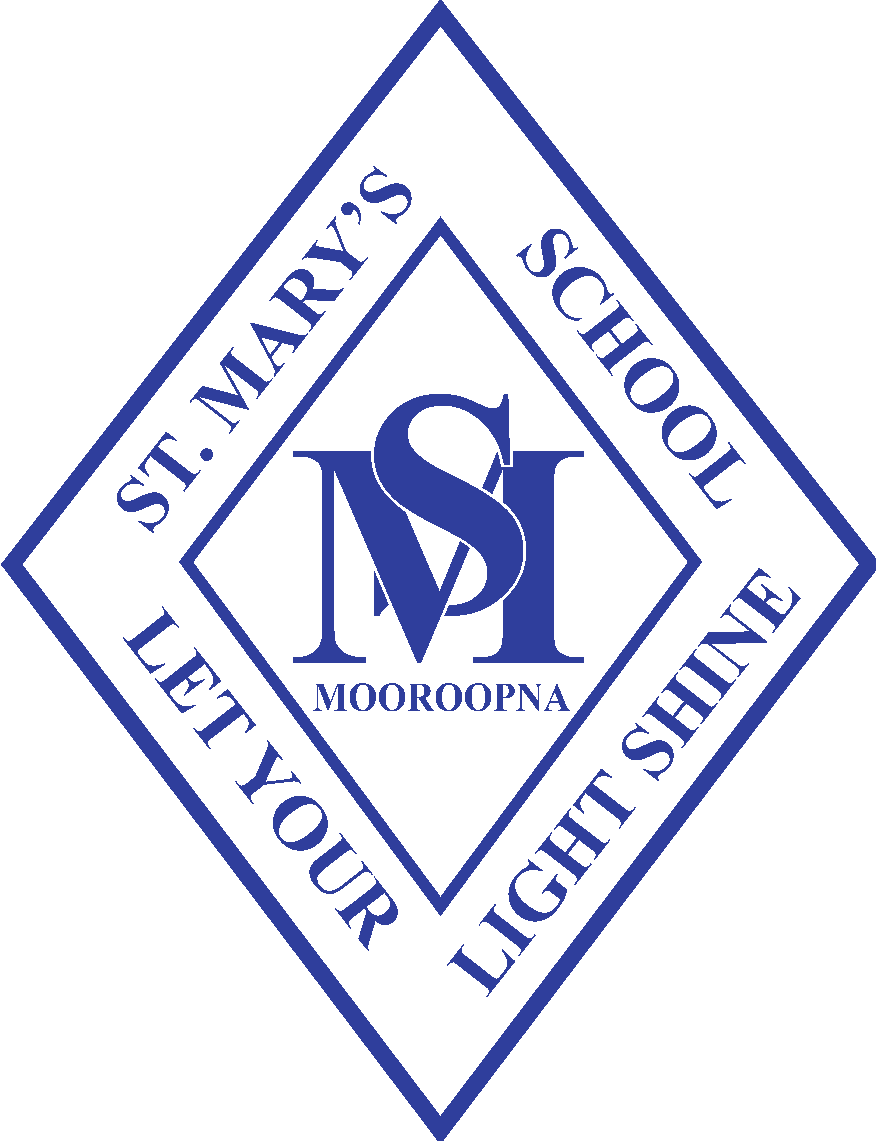 ST. MARY'S
SCHOOL
SM
MOOROOPNA
LET YOUR
LIGHT SHINE